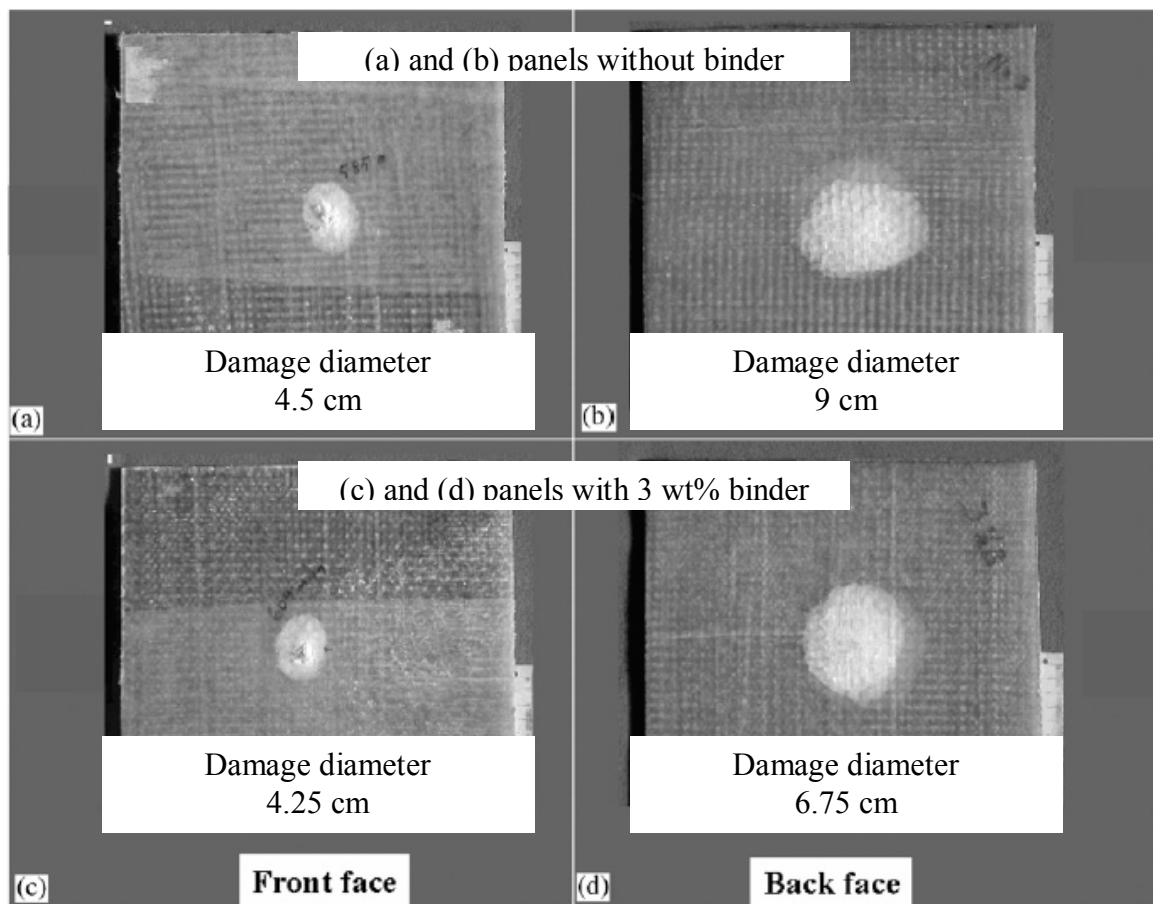 (a) and (b) panels without binder
585
Damage diameter
4.5 cm
Damage diameter
9 cm
(a)
(b)
(c) and (d) panels with 3 wt% binder
Damage diameter
4.25 cm
Damage diameter
6.75 cm
(c)
Front face
(d)
Back face